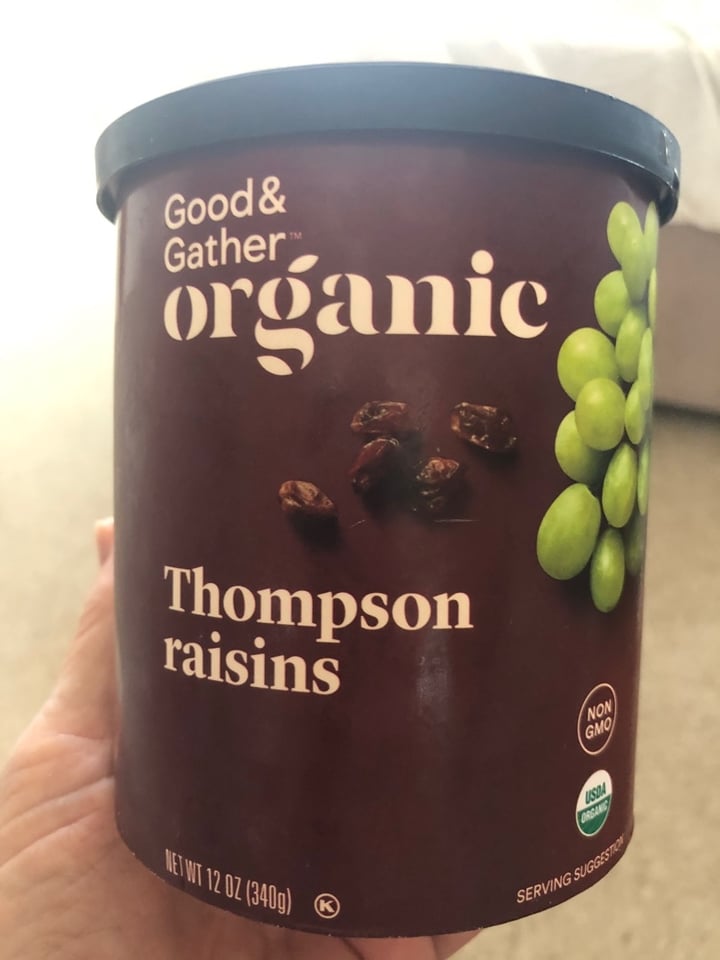 Good &
Gather™
organic
Thompson
raisins
NON
GMO
USDA
ORGANIC
NET WT 12 OZ (340g) K
SERVING SUGGESTION